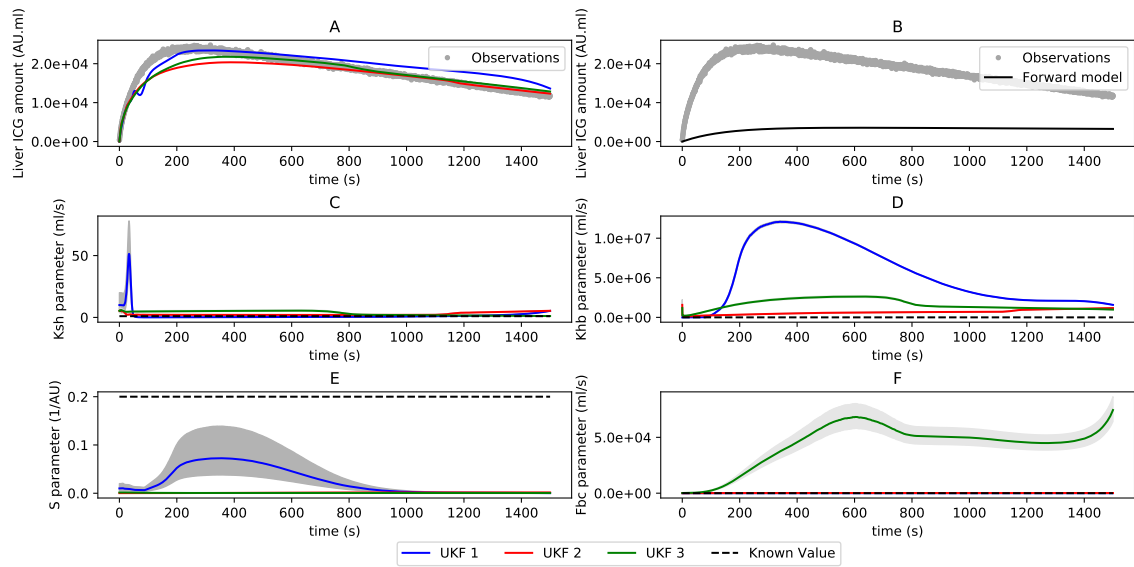 A
Liver ICG amount (AU.ml)
2.0e+04
1.0e+04
0.0e+00
Observations
0 200 400 600 800 1000 1200 1400
time (s)
B
Liver ICG amount (AU.ml)
2.0e+04
1.0e+04
0.0e+00
Observations
Forward model
0 200 400 600 800 1000 1200 1400
time (s)
C
Ksh parameter (ml/s)
50
0
0 200 400 600 800 1000 1200 1400
time (s)
D
Khb parameter (ml/s)
1.0e+07
5.0e+06
0.0e+00
0 200 400 600 800 1000 1200 1400
time (s)
E
S parameter (1/AU)
0.2
0.1
0.0
0 200 400 600 800 1000 1200 1400
time (s)
F
Fbc parameter (ml/s)
5.0e+04
0.0e+00
0 200 400 600 800 1000 1200 1400
time (s)
UKF 1 UKF 2 UKF 3 Known Value